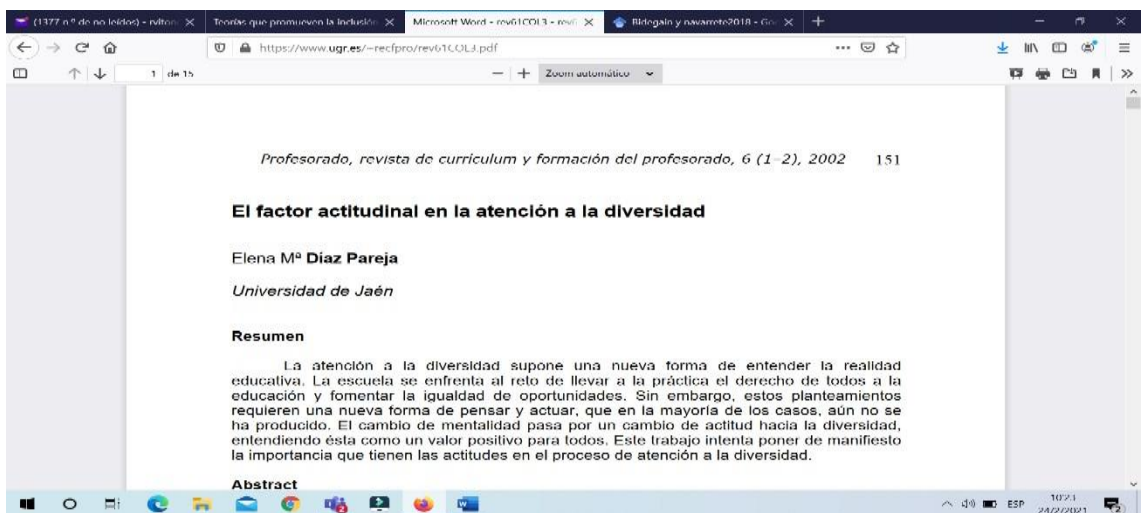 (1377 n.º de no leídos) - rviton
Teorías que promueven la inclusión
Microsoft Word - rev61COL3 - rev6
Bidegain y navarrete2018 - Goo
https://www.ugr.es/~recfpro/rev61COL3.pdf
1 de 15
Zoom automático
Profesorado, revista de curriculum y formación del profesorado, 6 (1-2), 2002 151
El factor actitudinal en la atención a la diversidad
Elena Mª Díaz Pareja
Universidad de Jaén
Resumen
La atención a la diversidad supone una nueva forma de entender la realidad
educativa. La escuela se enfrenta al reto de llevar a la práctica el derecho de todos a la
educación y fomentar la igualdad de oportunidades. Sin embargo, estos planteamientos
requieren una nueva forma de pensar y actuar, que en la mayoría de los casos, aún no se
ha producido. El cambio de mentalidad pasa por un cambio de actitud hacia la diversidad,
entendiendo ésta como un valor positivo para todos. Este trabajo intenta poner de manifiesto
la importancia que tienen las actitudes en el proceso de atención a la diversidad.
Abstract
ESP
10:23
24/2/2021